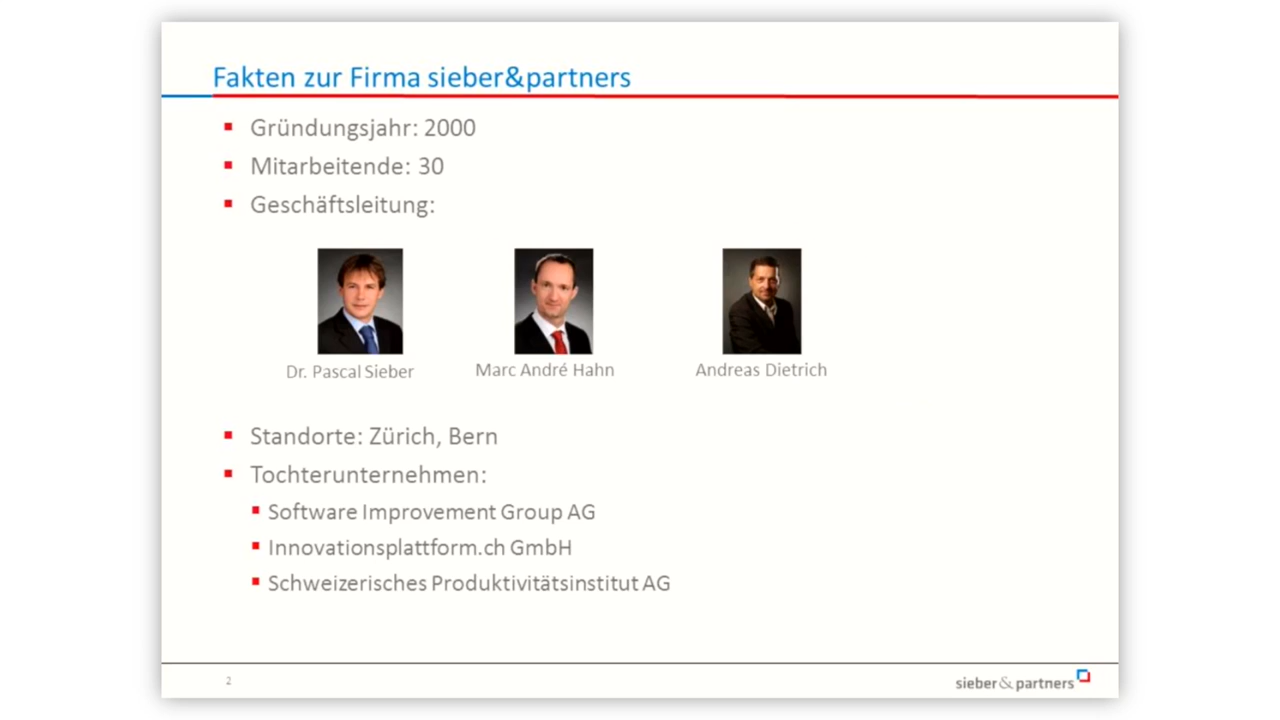 Fakten zur Firma sieber&partners
Gründungsjahr: 2000
Mitarbeitende: 30
Geschäftsleitung:
Dr. Pascal Sieber
Marc André Hahn
Andreas Dietrich
Standorte: Zürich, Bern
Tochterunternehmen:
Software Improvement Group AG
Innovationsplattform.ch GmbH
Schweizerisches Produktivitätsinstitut AG
2
sieber & partners